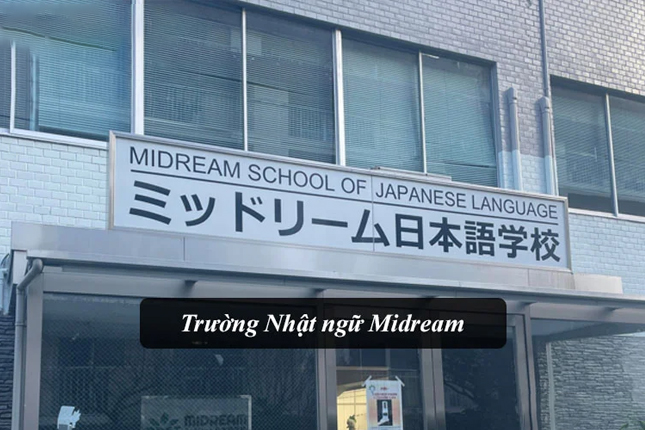 MIDREAM SCHOOL OF JAPANESE LANGUAGE
ミッドリーム日本語学校
Trường Nhật ngữ Midream
MIDREAM